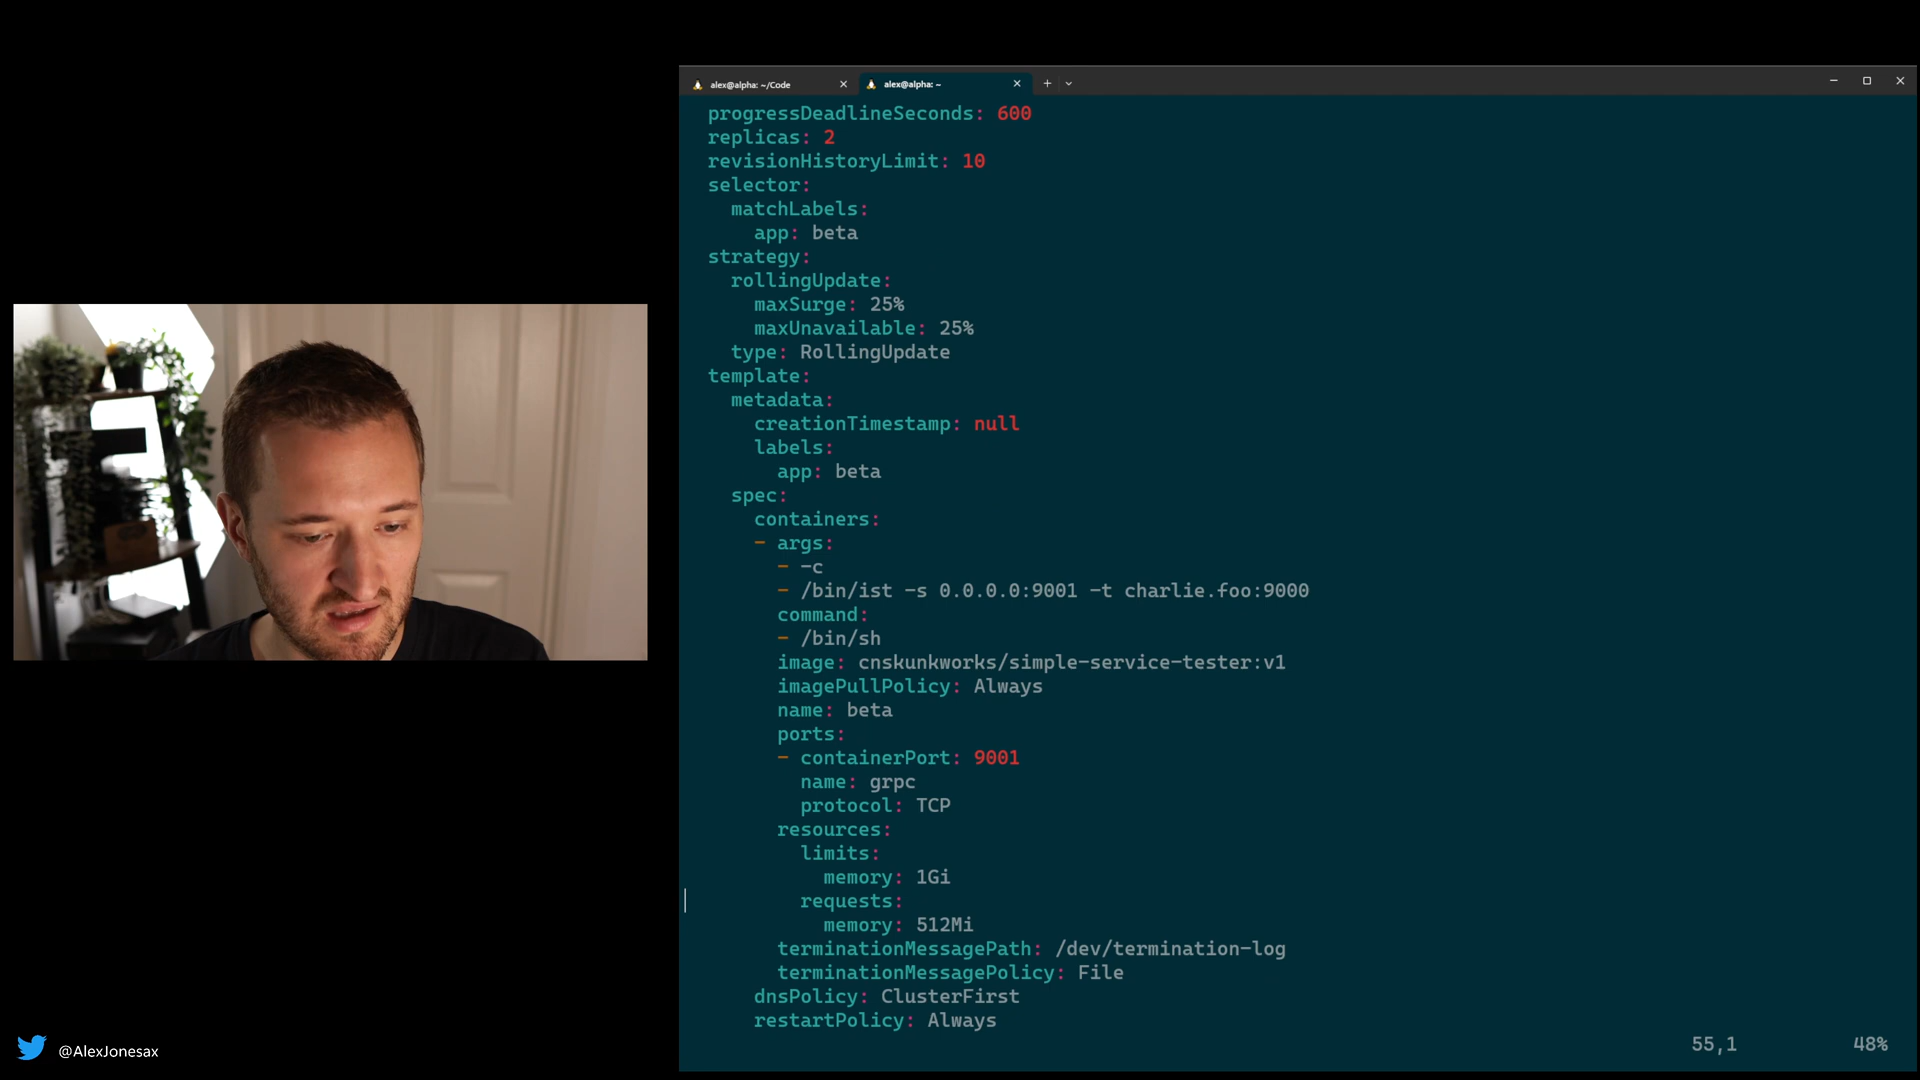 alex@alpha: ~/Code
alex@alpha: ~
progressDeadlineSeconds: 600
replicas: 2
revisionHistoryLimit: 10
selector:
matchLabels:
app: beta
strategy:
rollingUpdate:
maxSurge: 25%
maxUnavailable: 25%
type: RollingUpdate
template:
metadata:
creationTimestamp: null
labels:
app: beta
spec:
containers:
- args:
- -c
- /bin/ist -s 0.0.0.0:9001 -t charlie.foo:9000
command:
- /bin/sh
image: cnskunkworks/simple-service-tester:v1
imagePullPolicy: Always
name: beta
ports:
- containerPort: 9001
name: grpc
protocol: TCP
resources:
limits:
memory: 1Gi
requests:
memory: 512Mi
terminationMessagePath: /dev/termination-log
terminationMessagePolicy: File
dnsPolicy: ClusterFirst
restartPolicy: Always
55,1 48%
@AlexJonesax